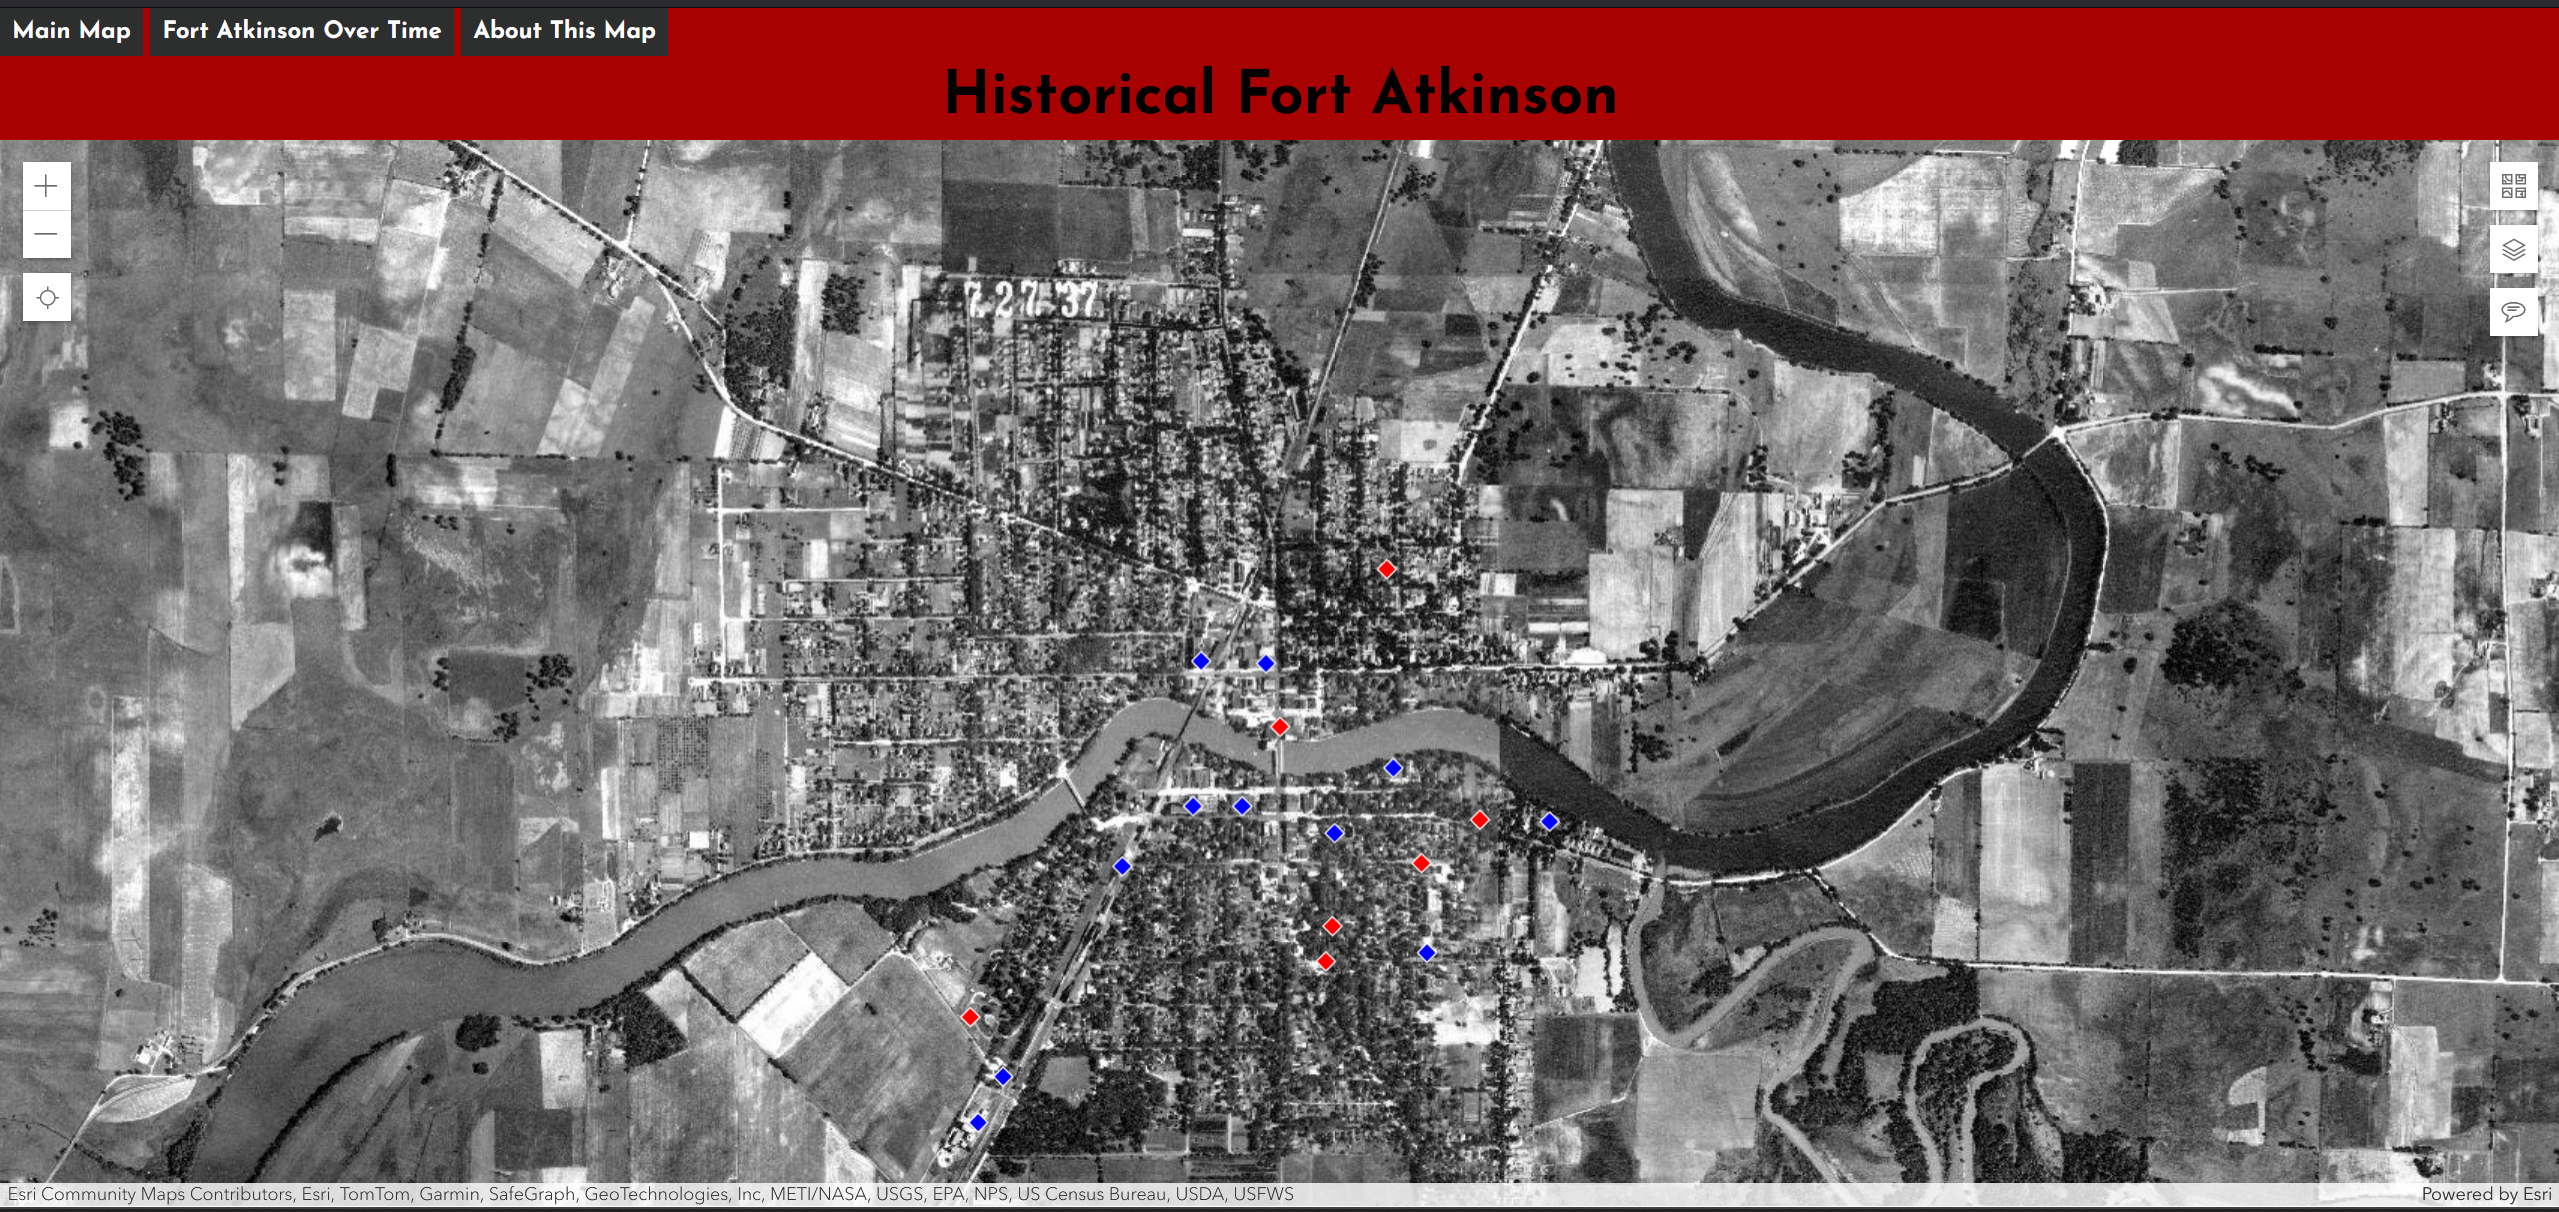 Main Map
Fort Atkinson Over Time
About This Map
Historical Fort Atkinson
7 27 '37
Esri Community Maps Contributors, Esri, TomTom, Garmin, SafeGraph, GeoTechnologies, Inc, METI/NASA, USGS, EPA, NPS, US Census Bureau, USDA, USFWS
Powered by Esri